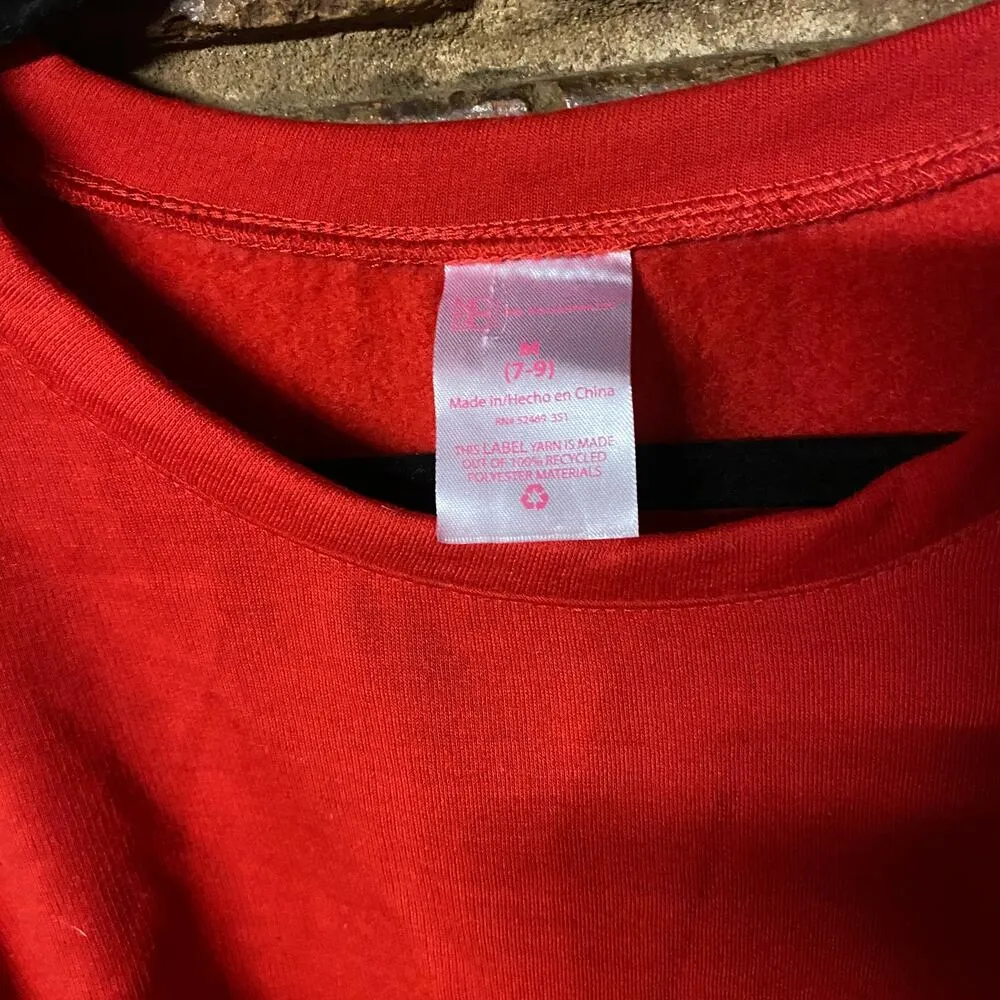 M
(7-9)
Made in/Hecho en China
RN# 52469 351
THIS LABEL YARN IS MADE
OUT OF 100% RECYCLED
POLYESTER MATERIALS